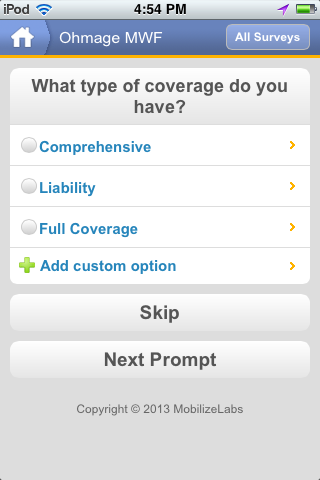 iPod 4:54 PM
Ohmage MWF All Surveys
What type of coverage do you
have?
Comprehensive
Liability
Full Coverage
Add custom option
Skip
Next Prompt
Copyright © 2013 MobilizeLabs